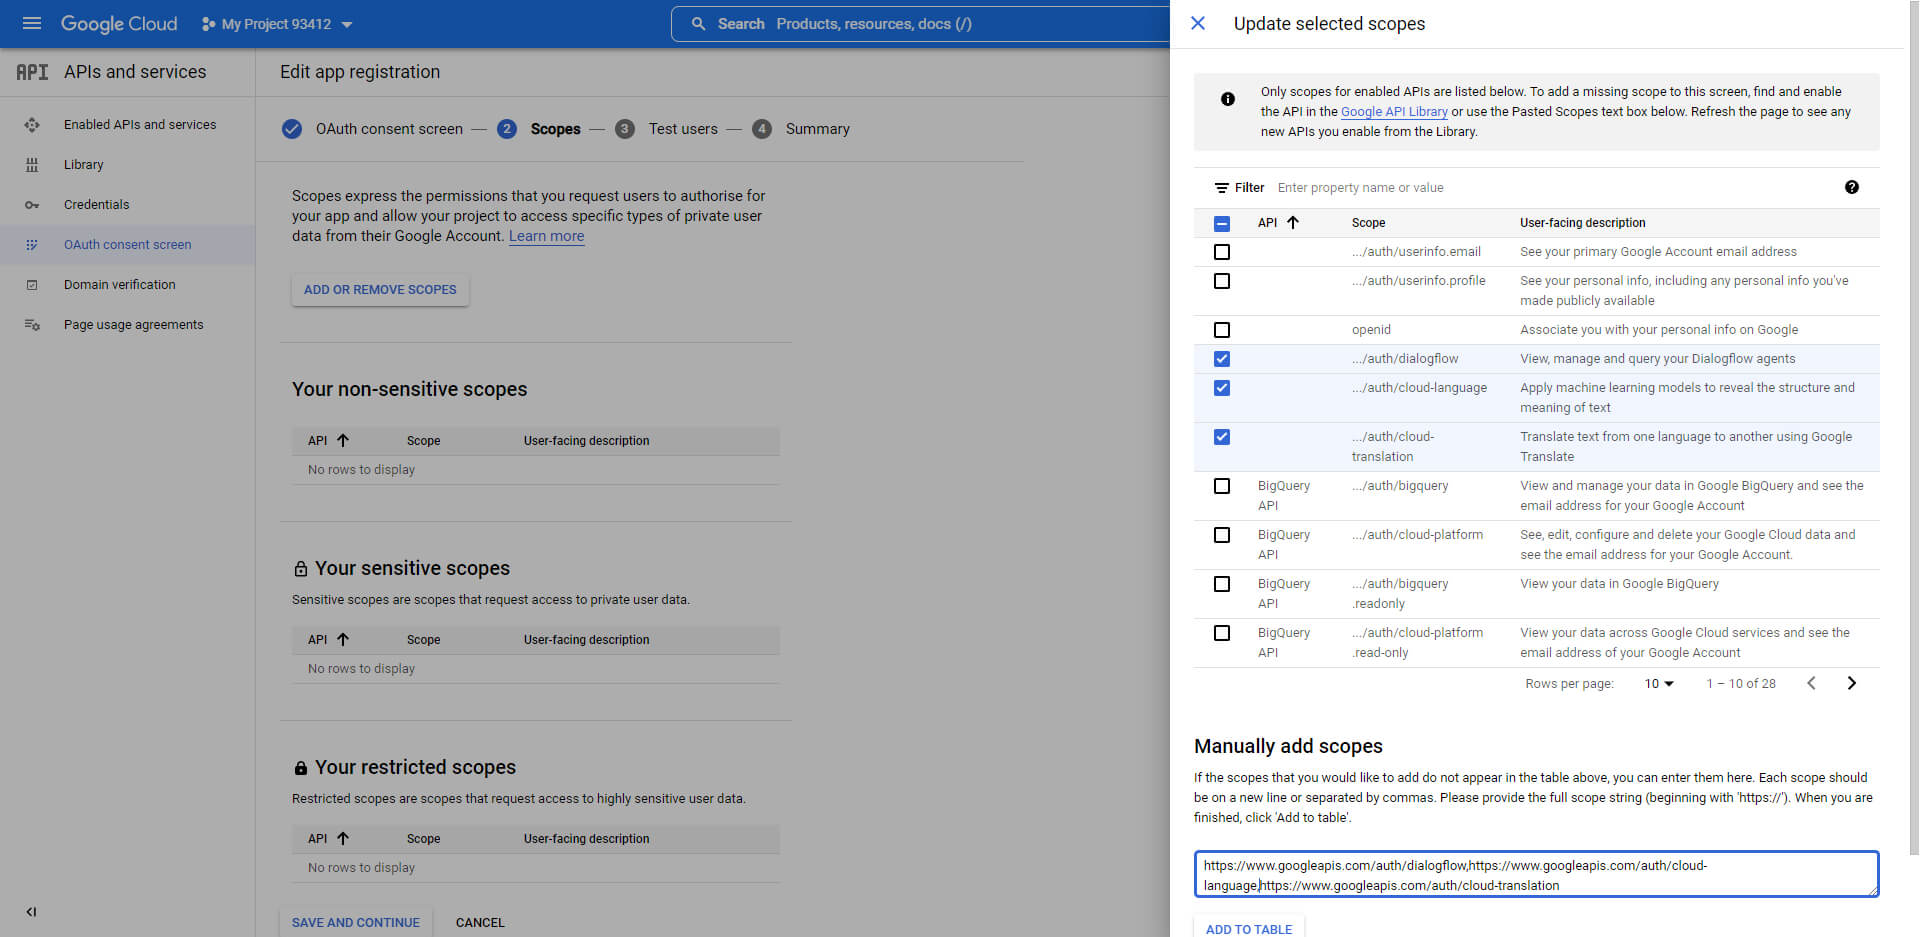 Google Cloud
My Project 93412
Search Products, resources, docs (/)
API APIs and services
Enabled APIs and services
Library
Credentials
OAuth consent screen
Domain verification
Page usage agreements
Edit app registration
OAuth consent screen — 2 Scopes — 3 Test users — 4 Summary
Scopes express the permissions that you request users to authorise for
your app and allow your project to access specific types of private user
data from their Google Account. Learn more
ADD OR REMOVE SCOPES
Your non-sensitive scopes
API Scope User-facing description
No rows to display
Your sensitive scopes
Sensitive scopes are scopes that request access to private user data.
API Scope User-facing description
No rows to display
Your restricted scopes
Restricted scopes are scopes that request access to highly sensitive user data.
API Scope User-facing description
No rows to display
SAVE AND CONTINUE CANCEL
Update selected scopes
Only scopes for enabled APIs are listed below. To add a missing scope to this screen, find and enable
the API in the Google API Library or use the Pasted Scopes text box below. Refresh the page to see any
new APIs you enable from the Library.
Filter Enter property name or value
API Scope User-facing description
.../auth/userinfo.email See your primary Google Account email address
.../auth/userinfo.profile See your personal info, including any personal info you've
made publicly available
openid Associate you with your personal info on Google
.../auth/dialogflow View, manage and query your Dialogflow agents
.../auth/cloud-language Apply machine learning models to reveal the structure and
meaning of text
.../auth/cloud- Translate text from one language to another using Google
translation Translate
BigQuery .../auth/bigquery View and manage your data in Google BigQuery and see the
API email address for your Google Account
BigQuery .../auth/cloud-platform See, edit, configure and delete your Google Cloud data and
API see the email address for your Google Account.
BigQuery .../auth/bigquery View your data in Google BigQuery
API .readonly
BigQuery .../auth/cloud-platform View your data across Google Cloud services and see the
API .read-only email address of your Google Account
Rows per page: 10 1 – 10 of 28
Manually add scopes
If the scopes that you would like to add do not appear in the table above, you can enter them here. Each scope should
be on a new line or separated by commas. Please provide the full scope string (beginning with 'https://'). When you are
finished, click 'Add to table'.
https://www.googleapis.com/auth/dialogflow,https://www.googleapis.com/auth/cloud-
language,https://www.googleapis.com/auth/cloud-translation
ADD TO TABLE